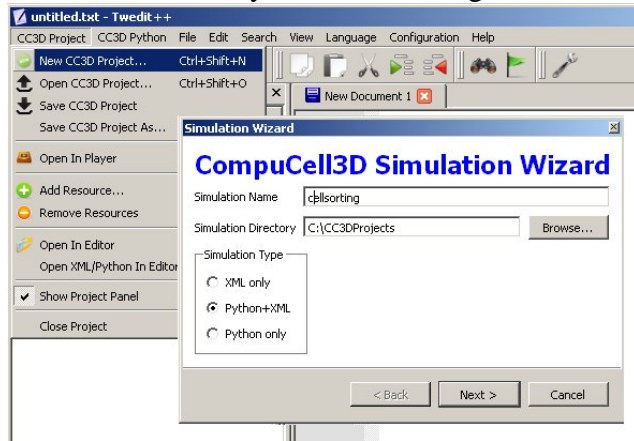 untitled.txt - Twedit++
CC3D Project CC3D Python File Edit Search View Language Configuration Help
New CC3D Project... Ctrl+Shift+N
Open CC3D Project... Ctrl+Shift+O
Save CC3D Project
Save CC3D Project As...
Open In Player
Add Resource...
Remove Resources
Open In Editor
Open XML/Python In Editor
Show Project Panel
Close Project
New Document 1
Simulation Wizard
CompuCell3D Simulation Wizard
Simulation Name cellsorting
Simulation Directory C:\CC3DProjects Browse...
Simulation Type
XML only
Python+XML
Python only
< Back Next > Cancel